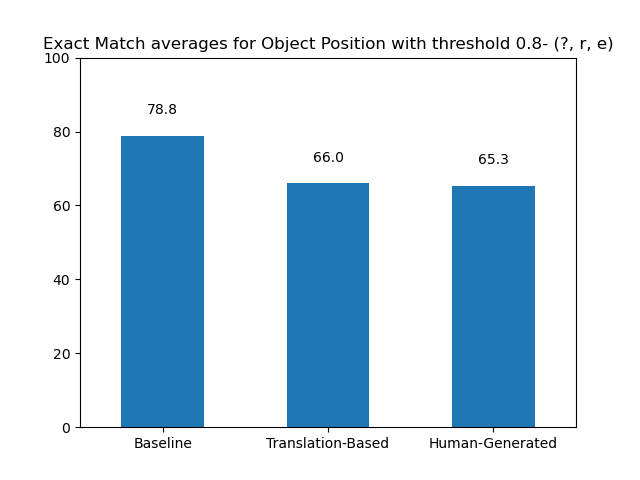 Exact Match averages for Object Position with threshold 0.8- (?, r, e)
100
80
60
40
20
0
78.8
66.0
65.3
Baseline
Translation-Based
Human-Generated